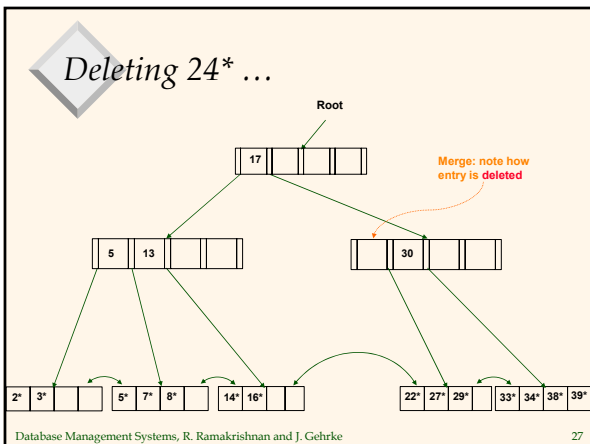 Deleting 24* …
Root
17
Merge: note how
entry is deleted
5 13
30
2* 3*
5* 7* 8*
14* 16*
22* 27* 29*
33* 34* 38* 39*
Database Management Systems, R. Ramakrishnan and J. Gehrke 27